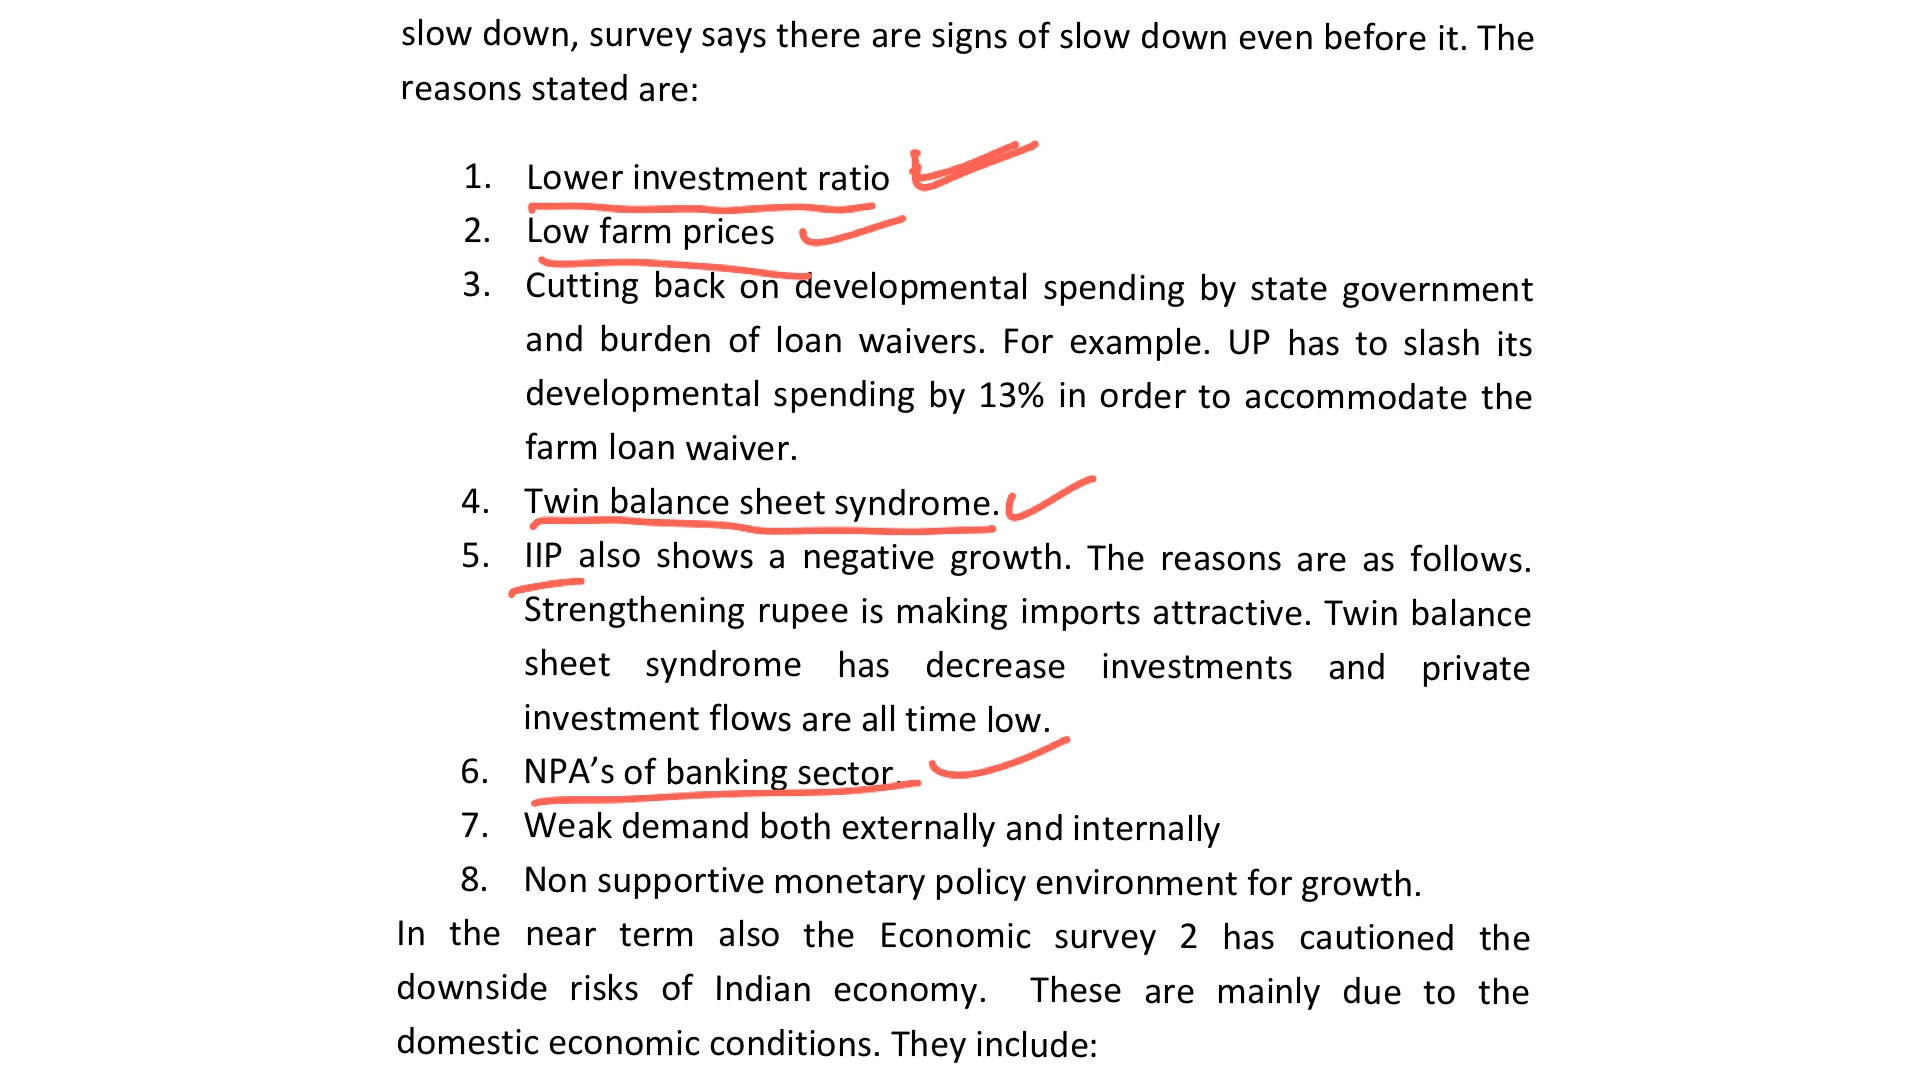 slow down, survey says there are signs of slow down even before it. The
reasons stated are:
1. Lower investment ratio
2. Low farm prices
3. Cutting back on developmental spending by state government
and burden of loan waivers. For example. UP has to slash its
developmental spending by 13% in order to accommodate the
farm loan waiver.
4. Twin balance sheet syndrome.
5. IIP also shows a negative growth. The reasons are as follows.
Strengthening rupee is making imports attractive. Twin balance
sheet syndrome has decrease investments and private
investment flows are all time low.
6. NPA’s of banking sector.
7. Weak demand both externally and internally
8. Non supportive monetary policy environment for growth.
In the near term also the Economic survey 2 has cautioned the
downside risks of Indian economy. These are mainly due to the
domestic economic conditions. They include: